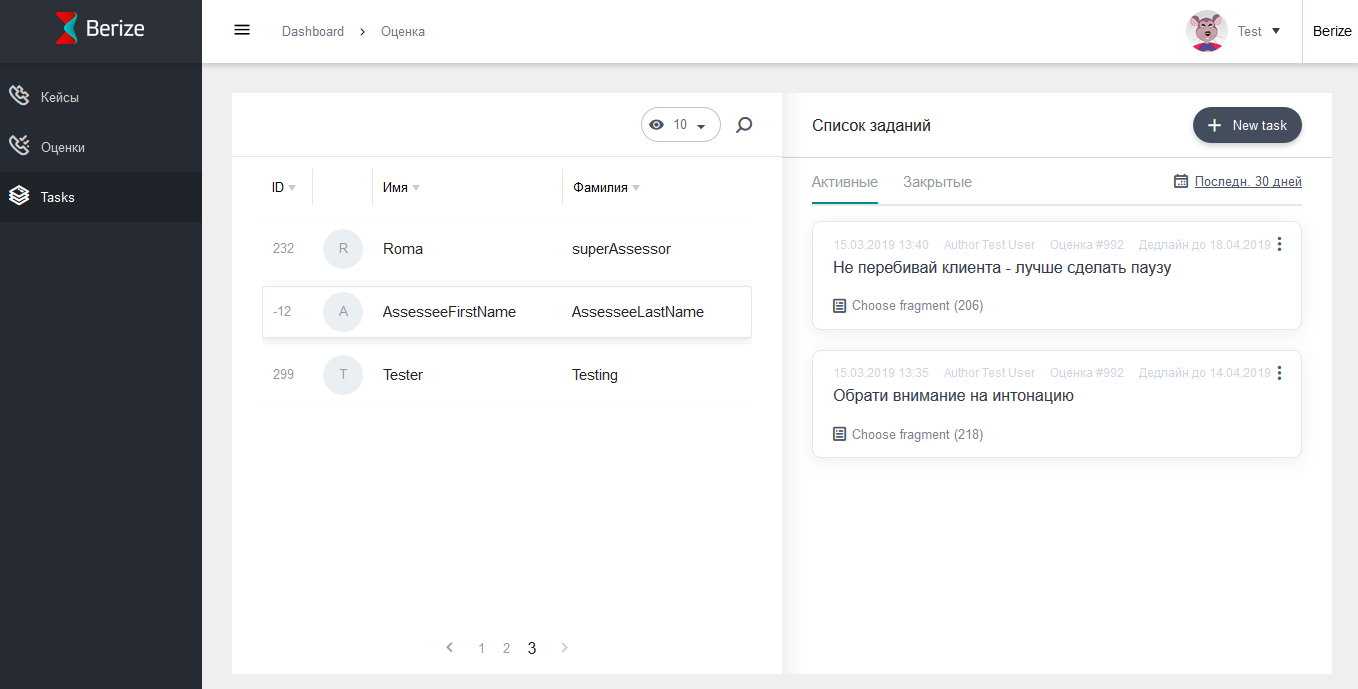 Berize
Dashboard > Оценка
Test
Berize
Кейсы
Оценки
Tasks
10
ID Имя Фамилия
232 R Roma superAssessor
-12 A AssesseeFirstName AssesseeLastName
299 T Tester Testing
< 1 2 3 >
Список заданий
+ New task
Активные Закрытые Последн. 30 дней
15.03.2019 13:40 Author Test User Оценка #992 Дедлайн до 18.04.2019
Не перебивай клиента - лучше сделать паузу
Choose fragment (206)
15.03.2019 13:35 Author Test User Оценка #992 Дедлайн до 14.04.2019
Обрати внимание на интонацию
Choose fragment (218)